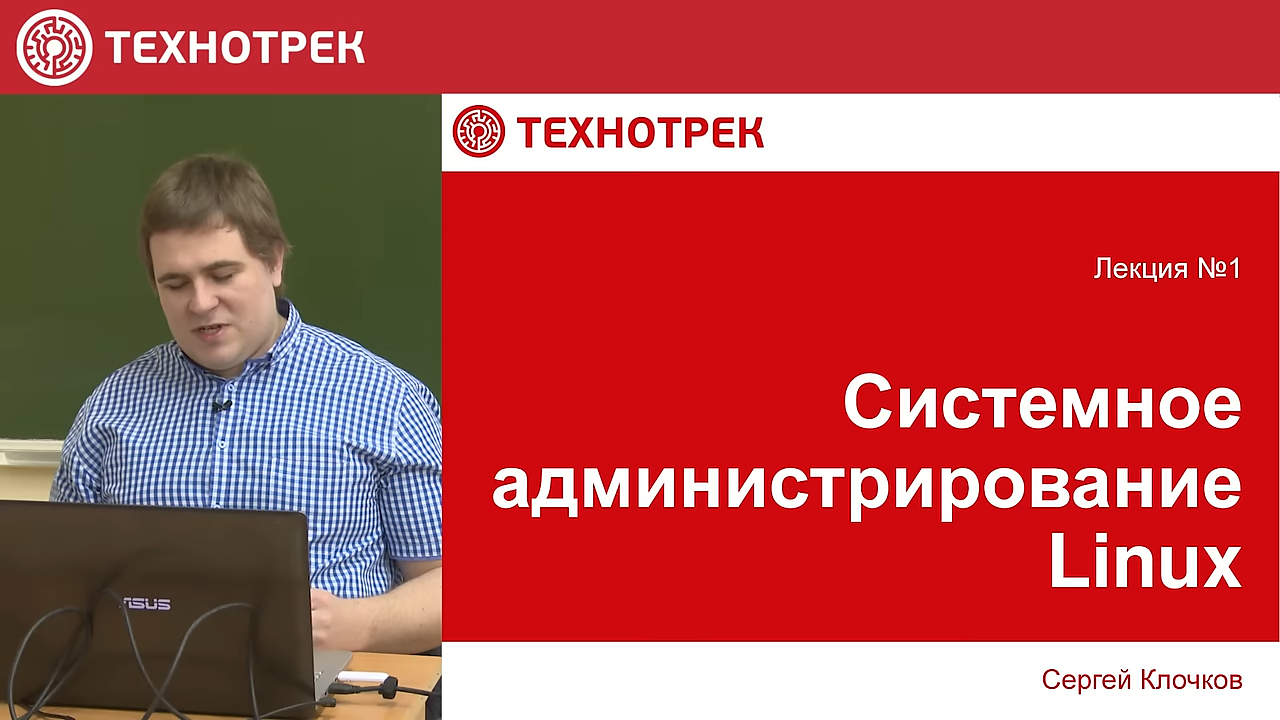 ТЕХНОТРЕК
ТЕХНОТРЕК
Лекция №1
Системное
администрирование
Linux
Сергей Клочков
ASUS